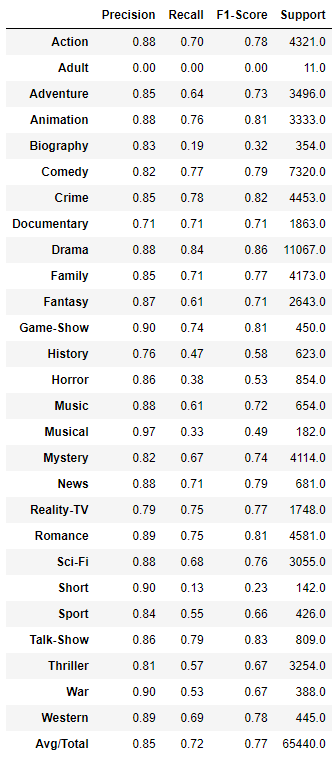 Precision Recall F1-Score Support
Action 0.88 0.70 0.78 4321.0
Adult 0.00 0.00 0.00 11.0
Adventure 0.85 0.64 0.73 3496.0
Animation 0.88 0.76 0.81 3333.0
Biography 0.83 0.19 0.32 354.0
Comedy 0.82 0.77 0.79 7320.0
Crime 0.85 0.78 0.82 4453.0
Documentary 0.71 0.71 0.71 1863.0
Drama 0.88 0.84 0.86 11067.0
Family 0.85 0.71 0.77 4173.0
Fantasy 0.87 0.61 0.71 2643.0
Game-Show 0.90 0.74 0.81 450.0
History 0.76 0.47 0.58 623.0
Horror 0.86 0.38 0.53 854.0
Music 0.88 0.61 0.72 654.0
Musical 0.97 0.33 0.49 182.0
Mystery 0.82 0.67 0.74 4114.0
News 0.88 0.71 0.79 681.0
Reality-TV 0.79 0.75 0.77 1748.0
Romance 0.89 0.75 0.81 4581.0
Sci-Fi 0.88 0.68 0.76 3055.0
Short 0.90 0.13 0.23 142.0
Sport 0.84 0.55 0.66 426.0
Talk-Show 0.86 0.79 0.83 809.0
Thriller 0.81 0.57 0.67 3254.0
War 0.90 0.53 0.67 388.0
Western 0.89 0.69 0.78 445.0
Avg/Total 0.85 0.72 0.77 65440.0